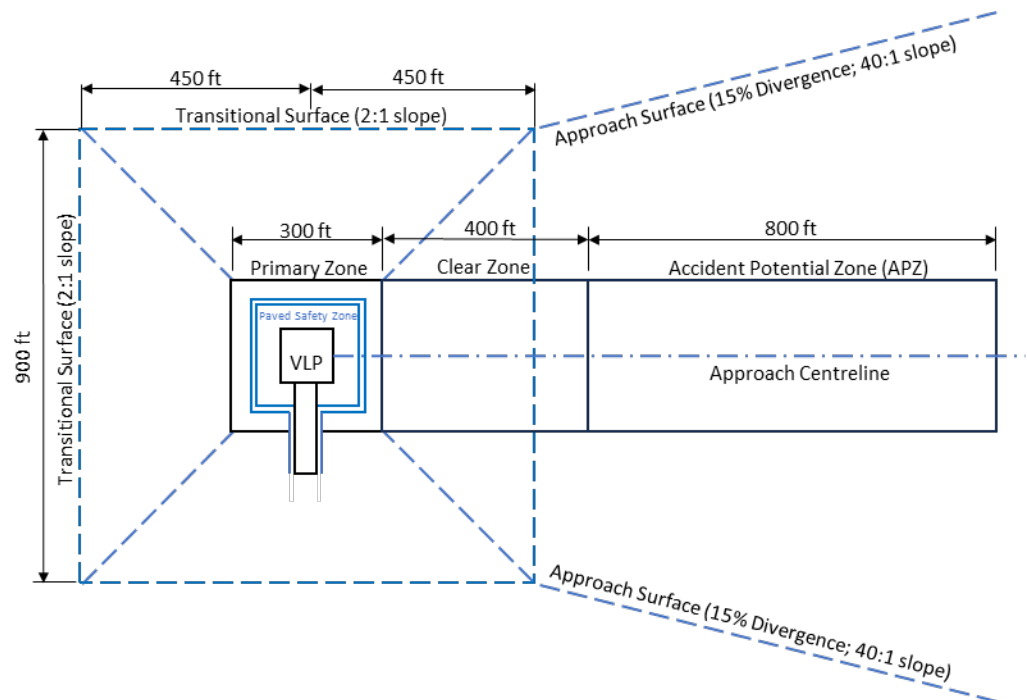 450 ft
450 ft
Transitional Surface (2:1 slope)
Approach Surface (15% Divergence; 40:1 slope)
900 ft
Transitional Surface (2:1 slope)
300 ft
400 ft
800 ft
Primary Zone
Clear Zone
Accident Potential Zone (APZ)
Paved Safety Zone
VLP
Approach Centreline
Approach Surface (15% Divergence; 40:1 slope)